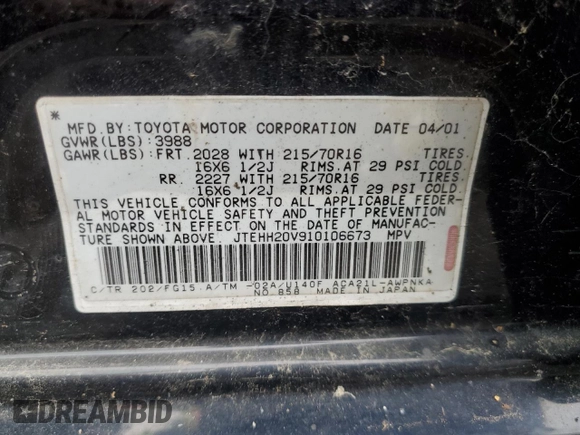 * MFD.BY:TOYOTA MOTOR CORPORATION DATE 04/01
GVWR(LBS):3988
GAWR(LBS):FRT.2028 WITH 215/70R16 TIRES
16X6 1/2J RIMS.AT 29 PSI COLD
RR. 2227 WITH 215/70R16 TIRES
16X6 1/2J RIMS.AT 29 PSI COLD
THIS VEHICLE CONFORMS TO ALL APPLICABLE FEDER-
AL MOTOR VEHICLE SAFETY AND THEFT PREVENTION
STANDARDS IN EFFECT ON THE DATE OF MANUFAC-
TURE SHOWN ABOVE. JTEHH20V910106673 MPV
C/TR 202/FG15.A/TM -02A/U140F ACA21L-AWPNKA
NO 858 MADE IN JAPAN
DREAMBID